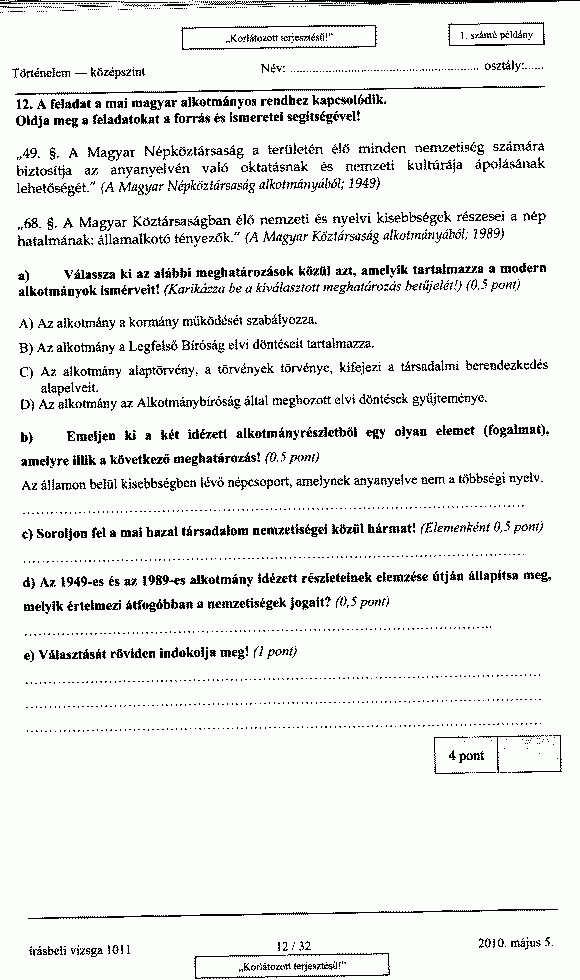 „Korlátozott terjesztésű!”
1. számú példány
Történelem — középszint
Név: ........................................................ osztály:......
12. A feladat a mai magyar alkotmányos rendhez kapcsolódik.
Oldja meg a feladatokat a forrás és ismeretei segítségével!
„49. §. A Magyar Népköztársaság a területén élő minden nemzetiség számára
biztosítja az anyanyelvén való oktatásnak és nemzeti kultúrája ápolásának
lehetőségét.” (A Magyar Népköztársaság alkotmányából; 1949)
„68. §. A Magyar Köztársaságban élő nemzeti és nyelvi kisebbségek részesei a nép
hatalmának: államalkotó tényezők.” (A Magyar Köztársaság alkotmányából; 1989)
a) Válassza ki az alábbi meghatározások közül azt, amelyik tartalmazza a modern
alkotmányok ismérveit! (Karikázza be a kiválasztott meghatározás betűjelét!) (0,5 pont)
A) Az alkotmány a kormány működését szabályozza.
B) Az alkotmány a Legfelső Bíróság elvi döntéseit tartalmazza.
C) Az alkotmány alaptörvény, a törvények törvénye, kifejezi a társadalmi berendezkedés
alapelveit.
D) Az alkotmány az Alkotmánybíróság által meghozott elvi döntések gyűjteménye.
b) Emeljen ki a két idézett alkotmányrészletből egy olyan elemet (fogalmat),
amelyre illik a következő meghatározás! (0,5 pont)
Az államon belül kisebbségben lévő népcsoport, amelynek anyanyelve nem a többségi nyelv.
c) Soroljon fel a mai hazai társadalom nemzetiségei közül hármat! (Elemenként 0,5 pont)
d) Az 1949-es és az 1989-es alkotmány idézett részleteinek elemzése útján állapítsa meg,
melyik értelmezi átfogóbban a nemzetiségek jogait? (0,5 pont)
e) Választását röviden indokolja meg! (1 pont)
4 pont
írásbeli vizsga 1011
12 / 32
2010. május 5.
„Korlátozott terjesztésű!”